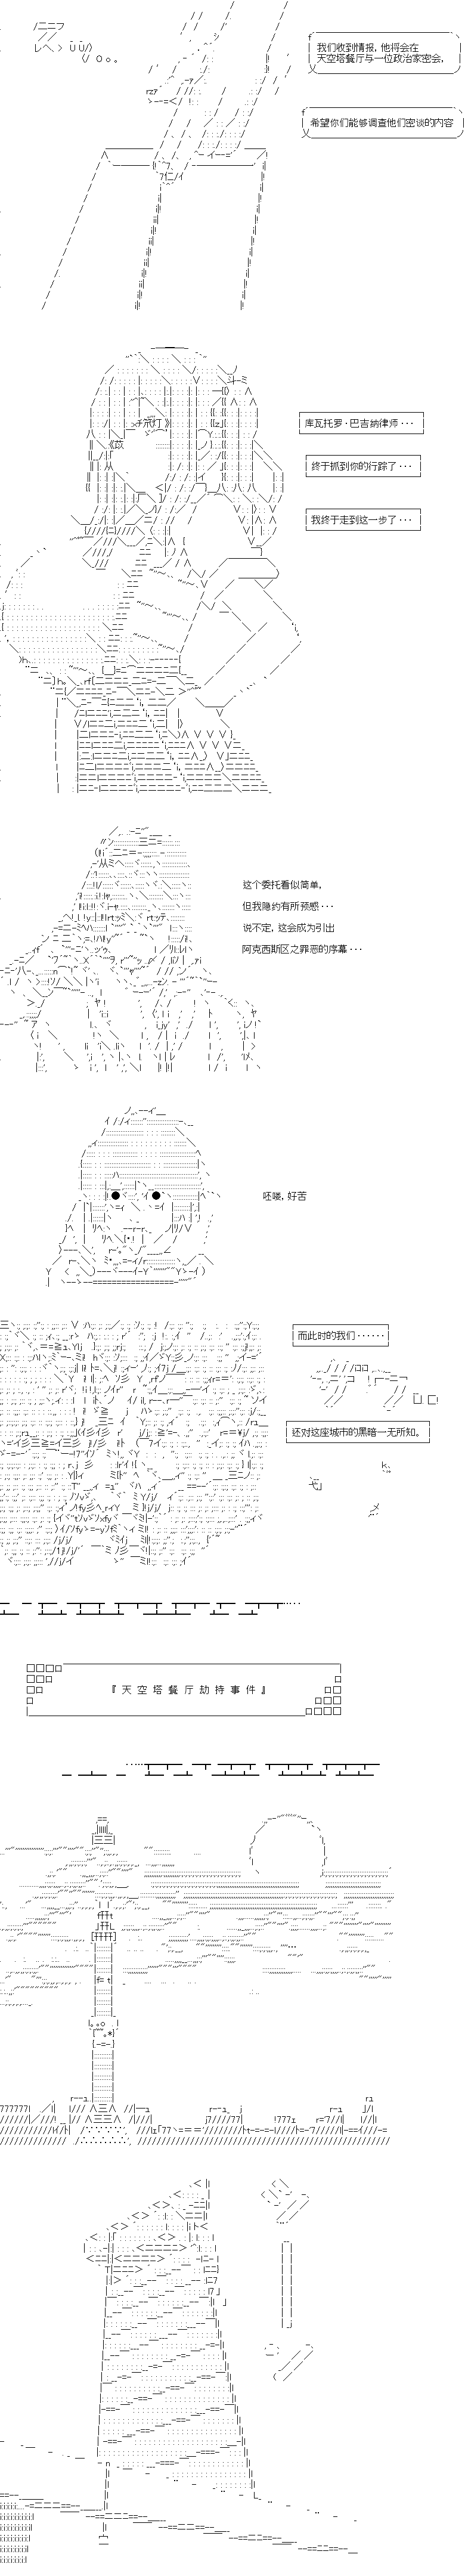 我们收到情报，他将会在
天空塔餐厅与一位政治家密会，
希望你们能够调查他们密谈的内容
库瓦托罗·巴吉纳律师···
终于抓到你的行踪了···
我终于走到这一步了···
这个委托看似简单，
但我隐约有所预感···
说不定，这会成为引出
阿克西斯区之罪恶的序幕···
呸喽，好苦
而此时的我们······
还对这座城市的黑暗一无所知。
『 天 空 塔 餐 厅 劫 持 事 件 』